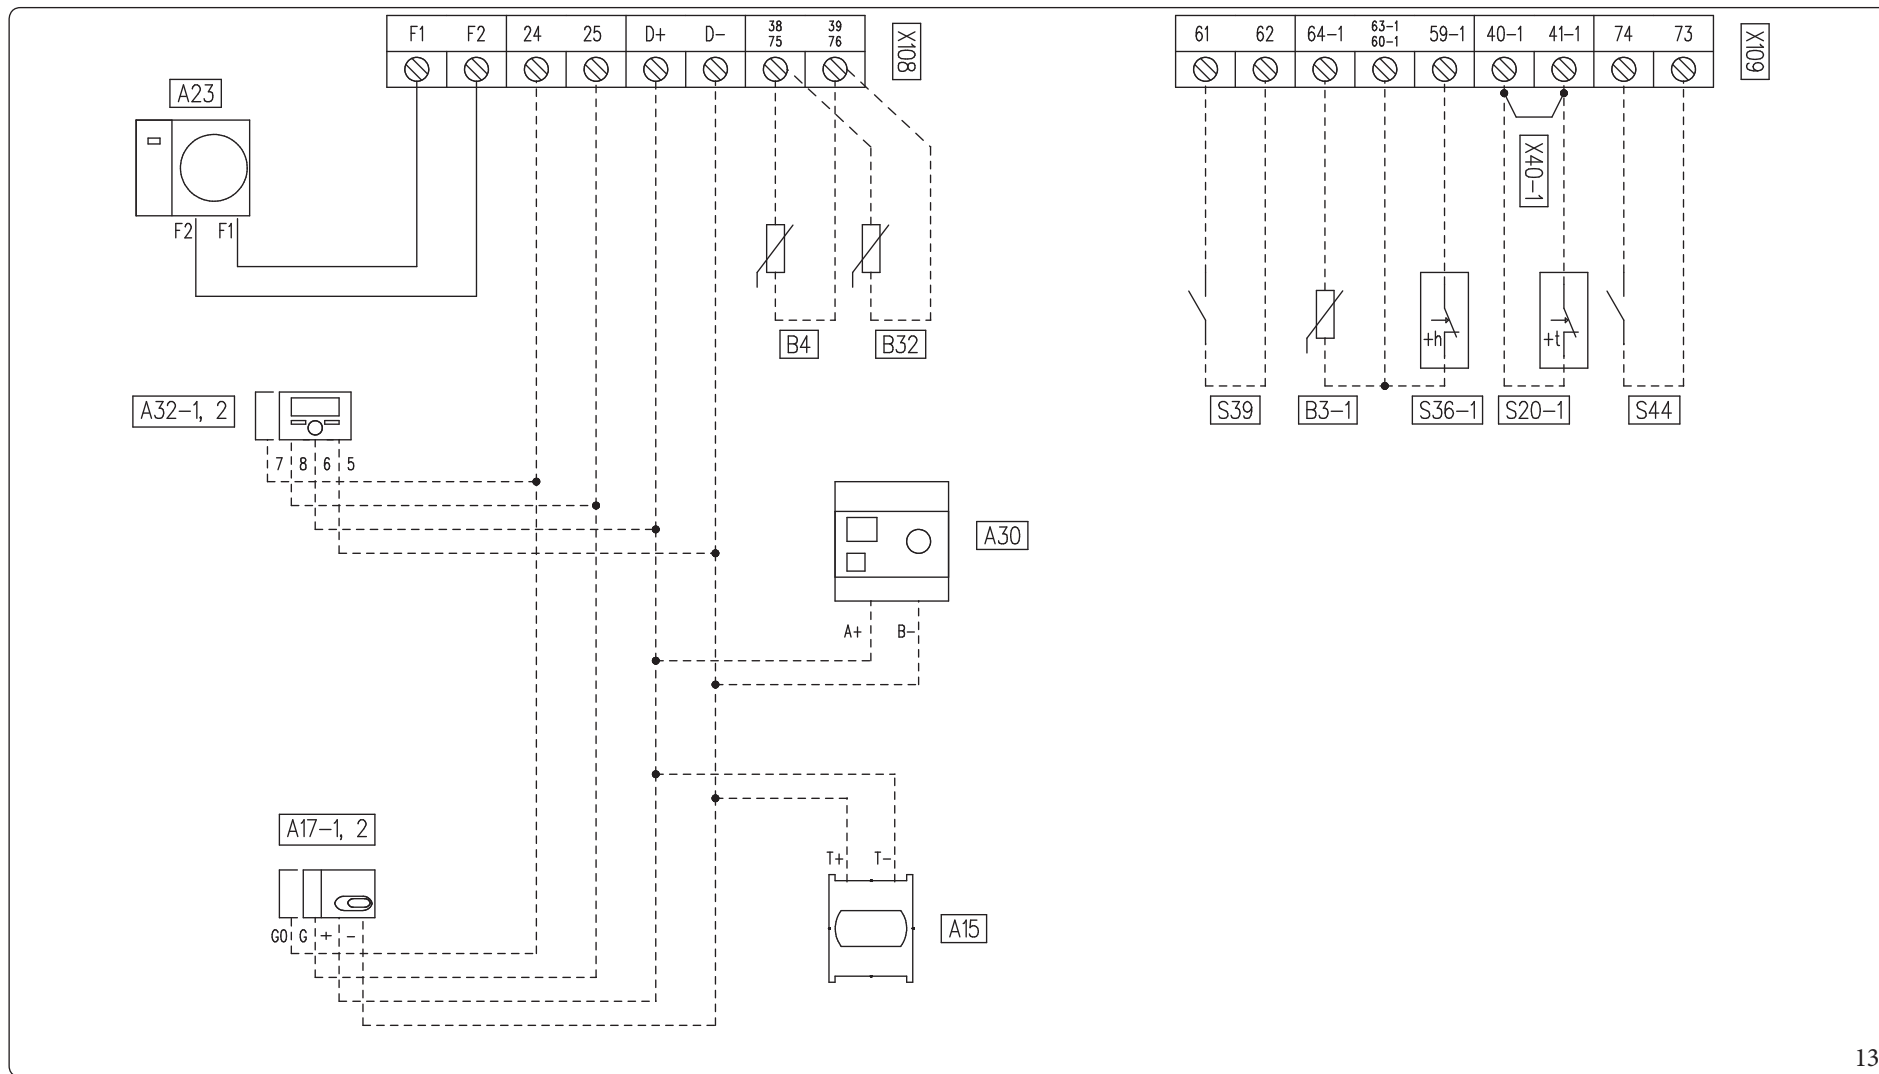 F1 F2 24 25 D+ D- 38 75 39 76
X108
61 62 64-1 63-1 60-1 59-1 40-1 41-1 74 73
X109
A23
F2 F1
X40-1
B4 B32
+h +t
A32-1, 2
S39 B3-1 S36-1 S20-1 S44
7 8 6 5
A30
A+ B-
A17-1, 2
T+ T-
G0 G + -
A15
13